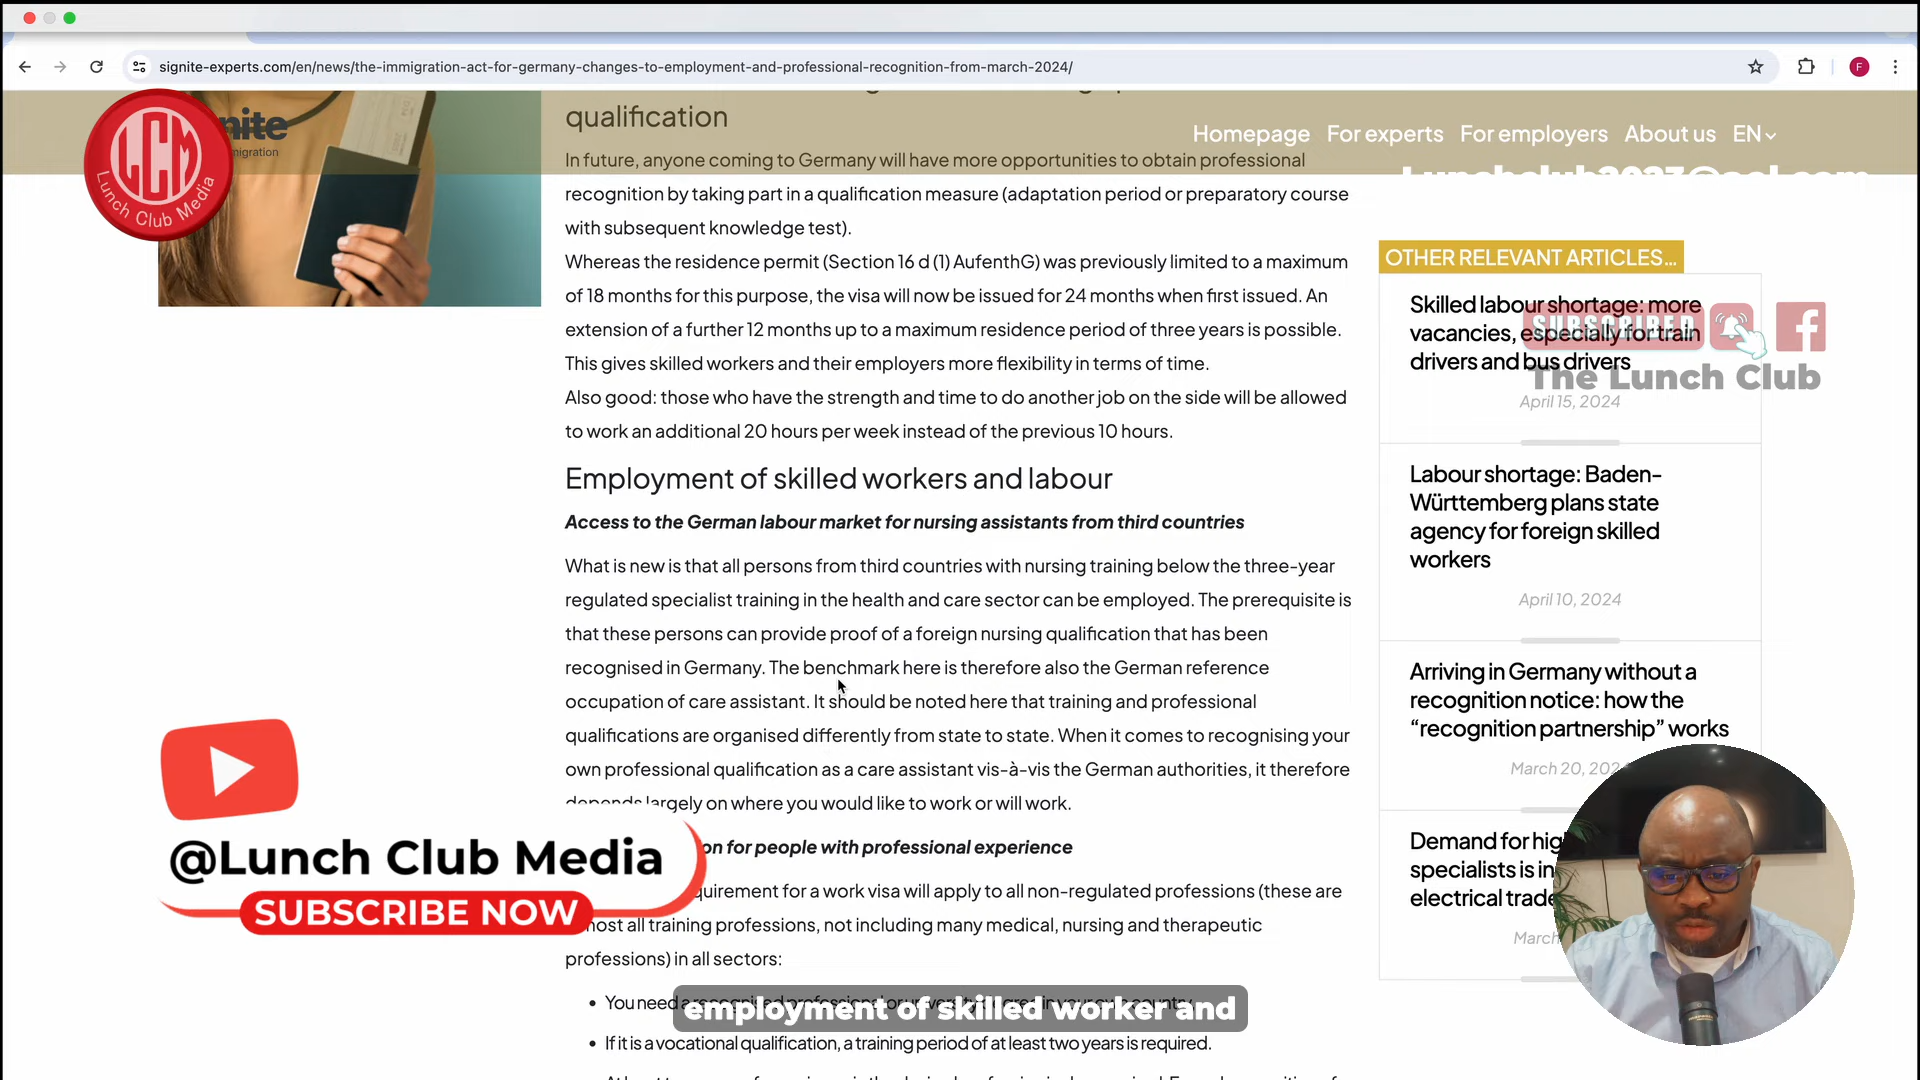 signite-experts.com/en/news/the-immigration-act-for-germany-changes-to-employment-and-professional-recognition-from-march-2024/
F
LCM
Lunch Club Media
Homepage
For experts
For employers
About us
EN
Lunchclub2023@aol.com
qualification
In future, anyone coming to Germany will have more opportunities to obtain professional
recognition by taking part in a qualification measure (adaptation period or preparatory course
with subsequent knowledge test).
Whereas the residence permit (Section 16 d (1) AufenthG) was previously limited to a maximum
of 18 months for this purpose, the visa will now be issued for 24 months when first issued. An
extension of a further 12 months up to a maximum residence period of three years is possible.
This gives skilled workers and their employers more flexibility in terms of time.
Also good: those who have the strength and time to do another job on the side will be allowed
to work an additional 20 hours per week instead of the previous 10 hours.
Employment of skilled workers and labour
Access to the German labour market for nursing assistants from third countries
What is new is that all persons from third countries with nursing training below the three-year
regulated specialist training in the health and care sector can be employed. The prerequisite is
that these persons can provide proof of a foreign nursing qualification that has been
recognised in Germany. The benchmark here is therefore also the German reference
occupation of care assistant. It should be noted here that training and professional
qualifications are organised differently from state to state. When it comes to recognising your
own professional qualification as a care assistant vis-à-vis the German authorities, it therefore
depends largely on where you would like to work or will work.
for people with professional experience
for a work visa will apply to all non-regulated professions (these are
all training professions, not including many medical, nursing and therapeutic
professions) in all sectors:
• You need
• If it is a vocational qualification, a training period of at least two years is required.
OTHER RELEVANT ARTICLES...
Skilled labour shortage: more
vacancies, especially for train
drivers and bus drivers
April 15, 2024
SUBSCRIBED
The Lunch Club
Labour shortage: Baden-
Württemberg plans state
agency for foreign skilled
workers
April 10, 2024
Arriving in Germany without a
recognition notice: how the
“recognition partnership” works
March 20,
Demand for
specialists is
electrical
March
@Lunch Club Media
SUBSCRIBE NOW
employment of skilled worker and